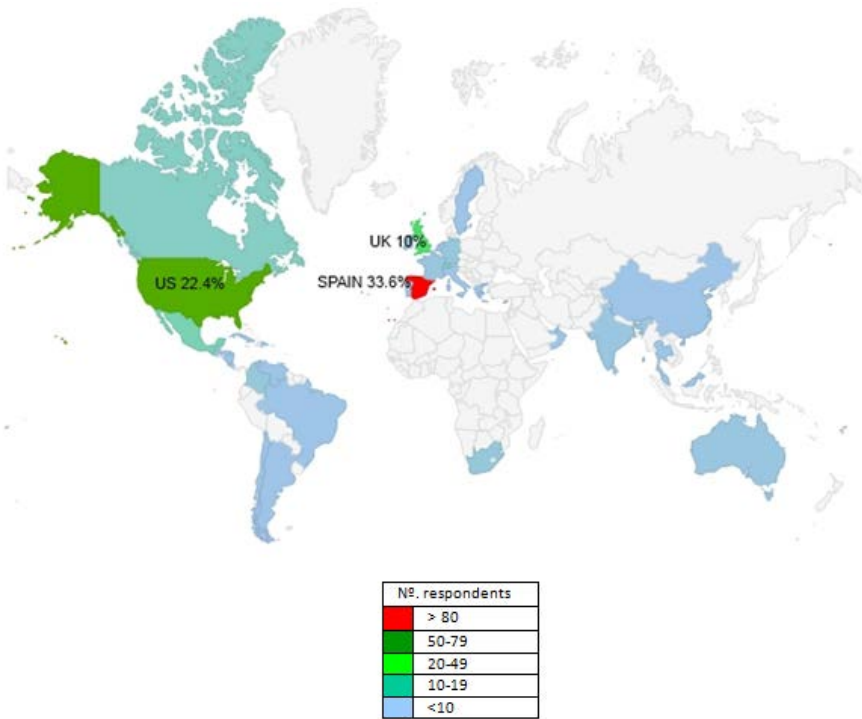 UK 10%
US 22.4%
SPAIN 33.6%
Nº. respondents
> 80
50-79
20-49
10-19
<10